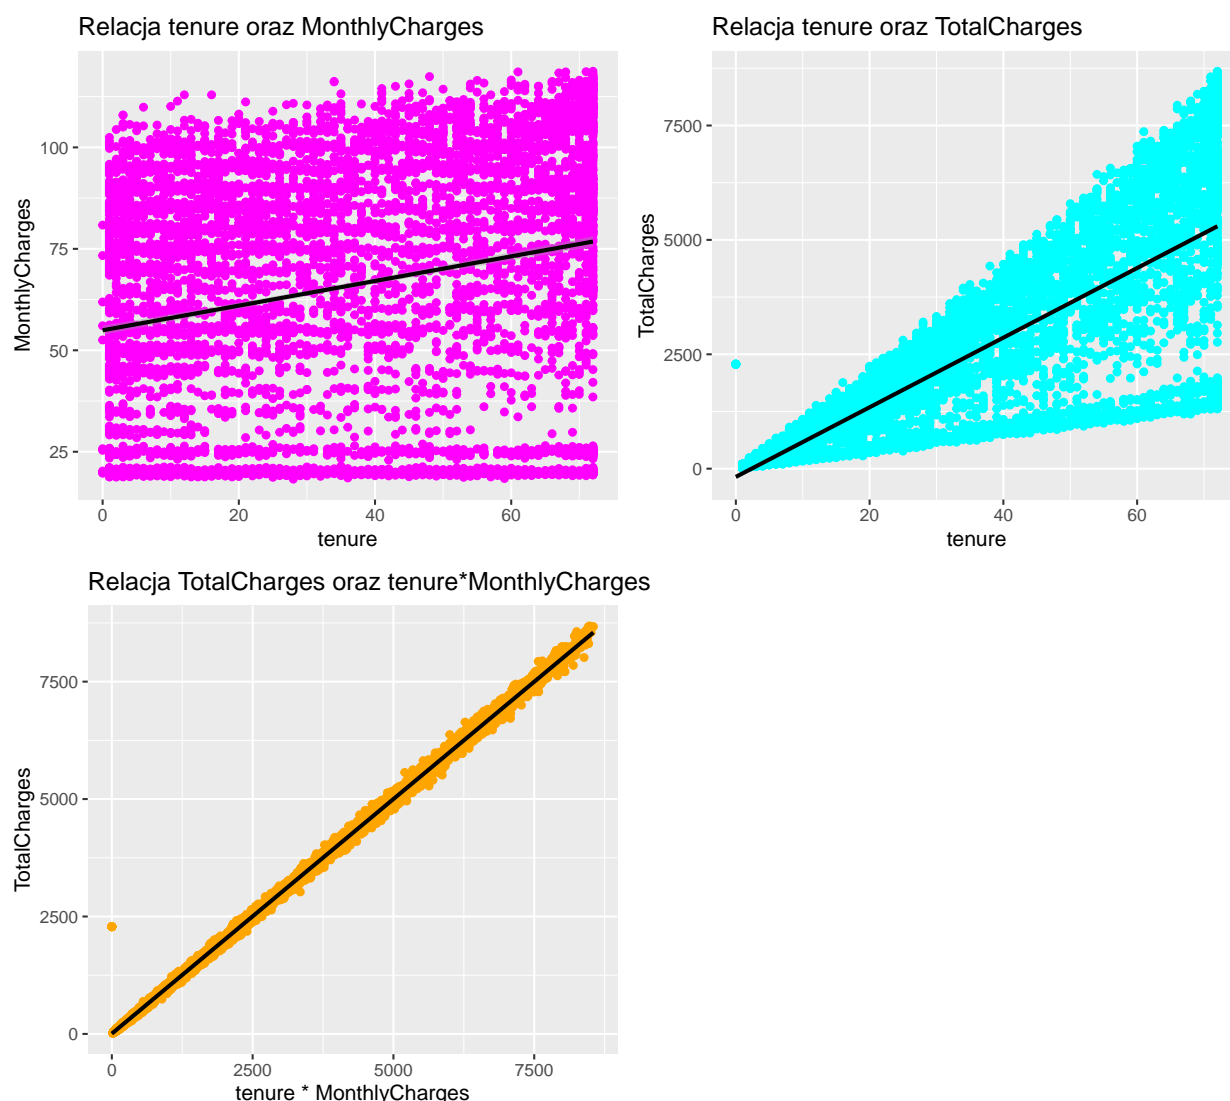 Relacja tenure oraz MonthlyCharges
100
75
50
25
0
20
40
60
tenure
MonthlyCharges
Relacja tenure oraz TotalCharges
7500
5000
2500
0
0
20
40
60
tenure
TotalCharges
Relacja TotalCharges oraz tenure*MonthlyCharges
7500
5000
2500
0
0
2500
5000
7500
tenure * MonthlyCharges
TotalCharges